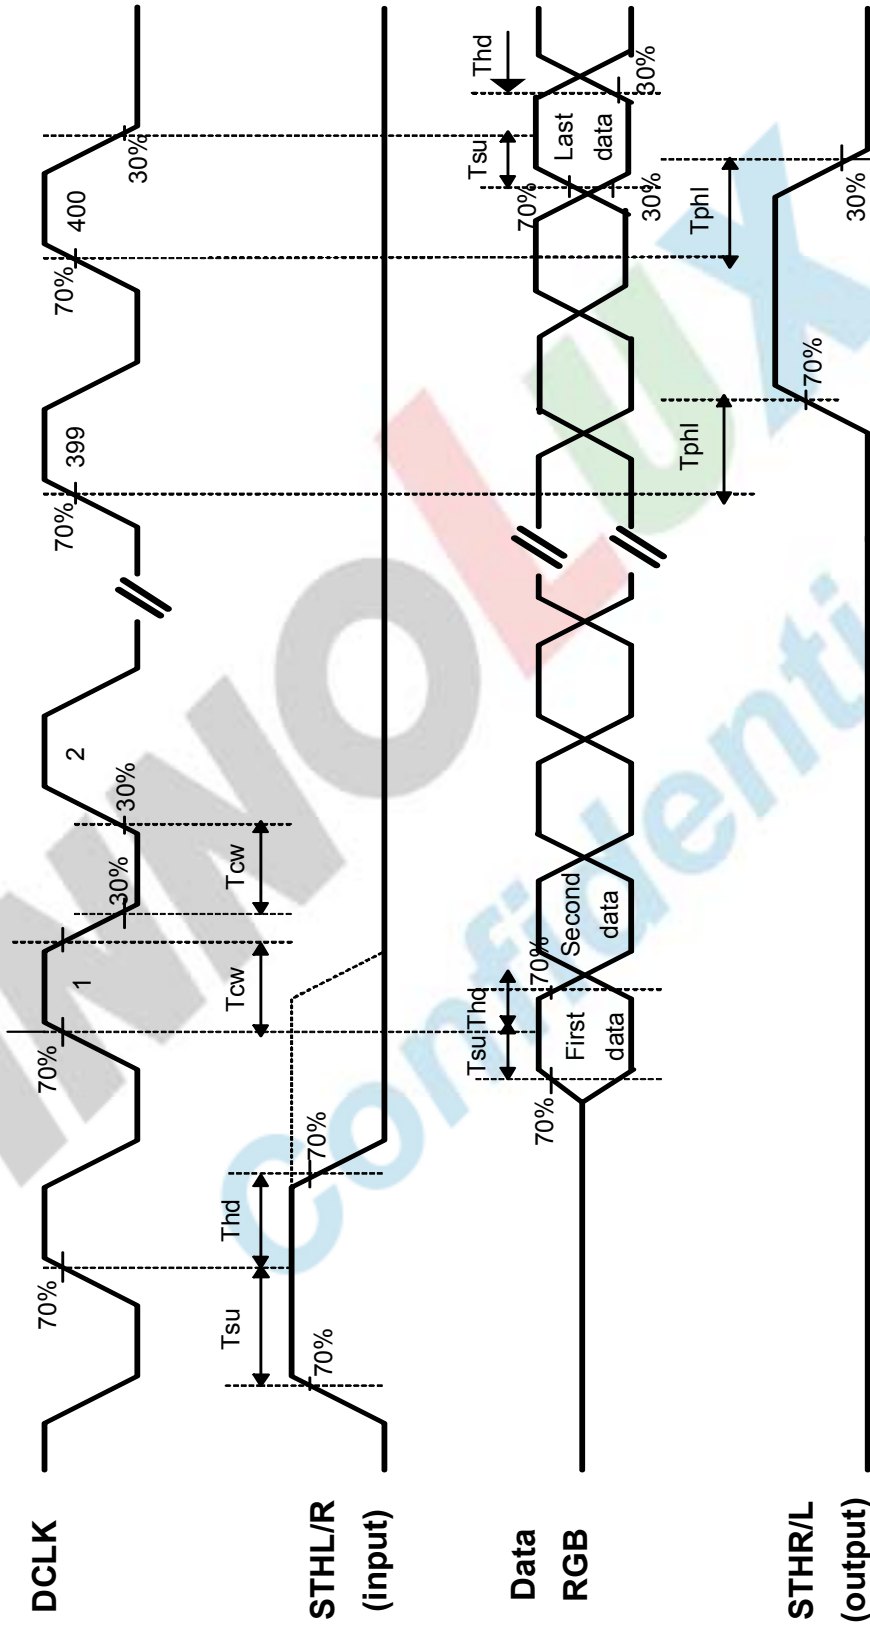 DCLK
70%
70%
1
Tcw
30%
Tcw
30%
2
70%
399
70%
400
30%
STHL/R
(input)
Tsu
70%
Thd
70%
Data
RGB
70%
Tsu
Thd
First
data
70%
Second
data
70%
Tsu
30%
Last
data
Thd
30%
STHR/L
(output)
Tphl
70%
Tphl
30%
INNOLUX
Confidenti